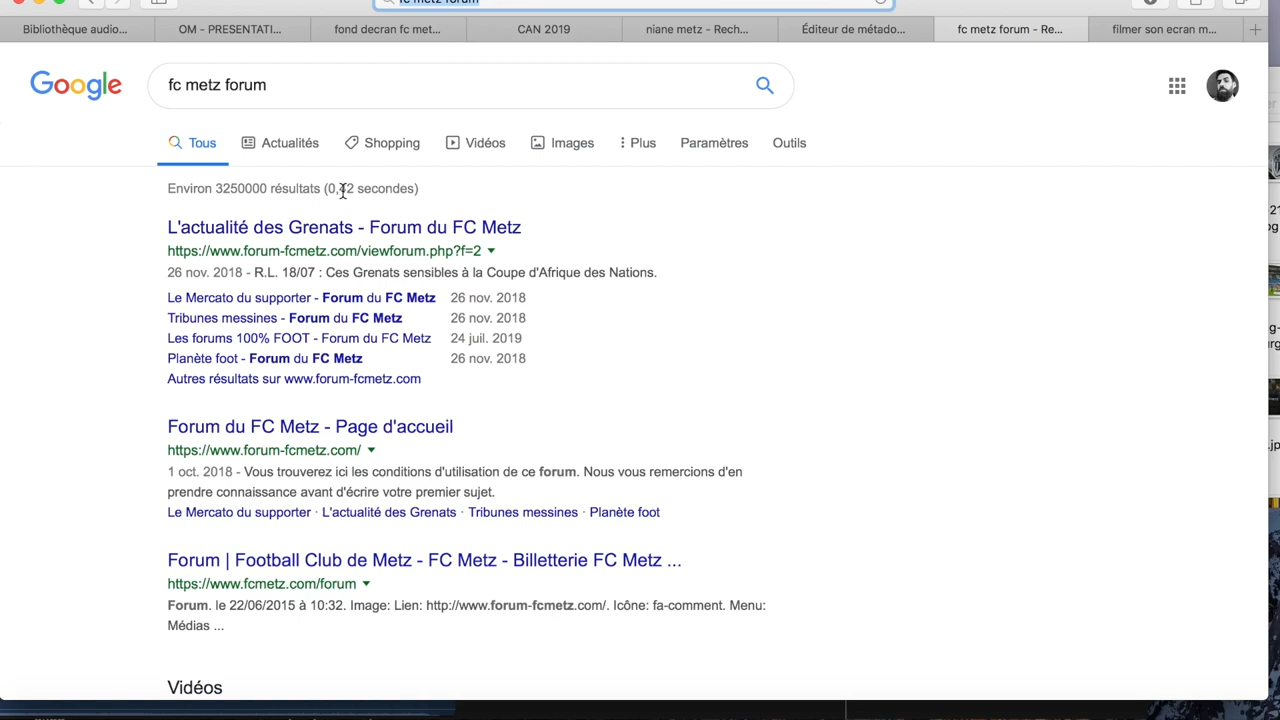 fc metz forum
Bibliothèque audio...
OM - PRESENTATI...
fond decran fc met...
CAN 2019
niane metz - Rech...
Éditeur de métado...
fc metz forum - Re...
filmer son ecran m...
Google
fc metz forum
Tous
Actualités
Shopping
Vidéos
Images
Plus
Paramètres
Outils
Environ 3250000 résultats (0, 2 secondes)
L'actualité des Grenats - Forum du FC Metz
https://www.forum-fcmetz.com/viewforum.php?f=2
26 nov. 2018 - R.L. 18/07 : Ces Grenats sensibles à la Coupe d'Afrique des Nations.
Le Mercato du supporter - Forum du FC Metz 26 nov. 2018
Tribunes messines - Forum du FC Metz 26 nov. 2018
Les forums 100% FOOT - Forum du FC Metz 24 juil. 2019
Planète foot - Forum du FC Metz 26 nov. 2018
Autres résultats sur www.forum-fcmetz.com
Forum du FC Metz - Page d'accueil
https://www.forum-fcmetz.com/
1 oct. 2018 - Vous trouverez ici les conditions d'utilisation de ce forum. Nous vous remercions d'en
prendre connaissance avant d'écrire votre premier sujet.
Le Mercato du supporter · L'actualité des Grenats · Tribunes messines · Planète foot
Forum | Football Club de Metz - FC Metz - Billetterie FC Metz ...
https://www.fcmetz.com/forum
Forum. le 22/06/2015 à 10:32. Image: Lien: http://www.forum-fcmetz.com/. Icône: fa-comment. Menu:
Médias ...
Vidéos